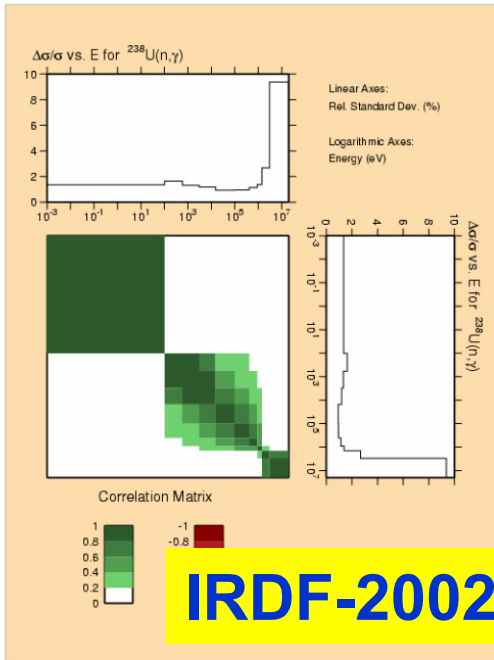 Δσ/σ vs. E for ²³⁸U(n,γ)
10
8
6
4
2
0
10⁻³ 10⁻¹ 10¹ 10³ 10⁵ 10⁷
Linear Axes:
Rel. Standard Dev. (%)
Logarithmic Axes:
Energy (eV)
0 2 4 6 8 10
10⁻³
10⁻¹
10¹
10³
10⁵
10⁷
Δσ/σ vs. E for ²³⁸U(n,γ)
Correlation Matrix
1
0.8
0.6
0.4
0.2
0
-1
-0.8
IRDF-2002